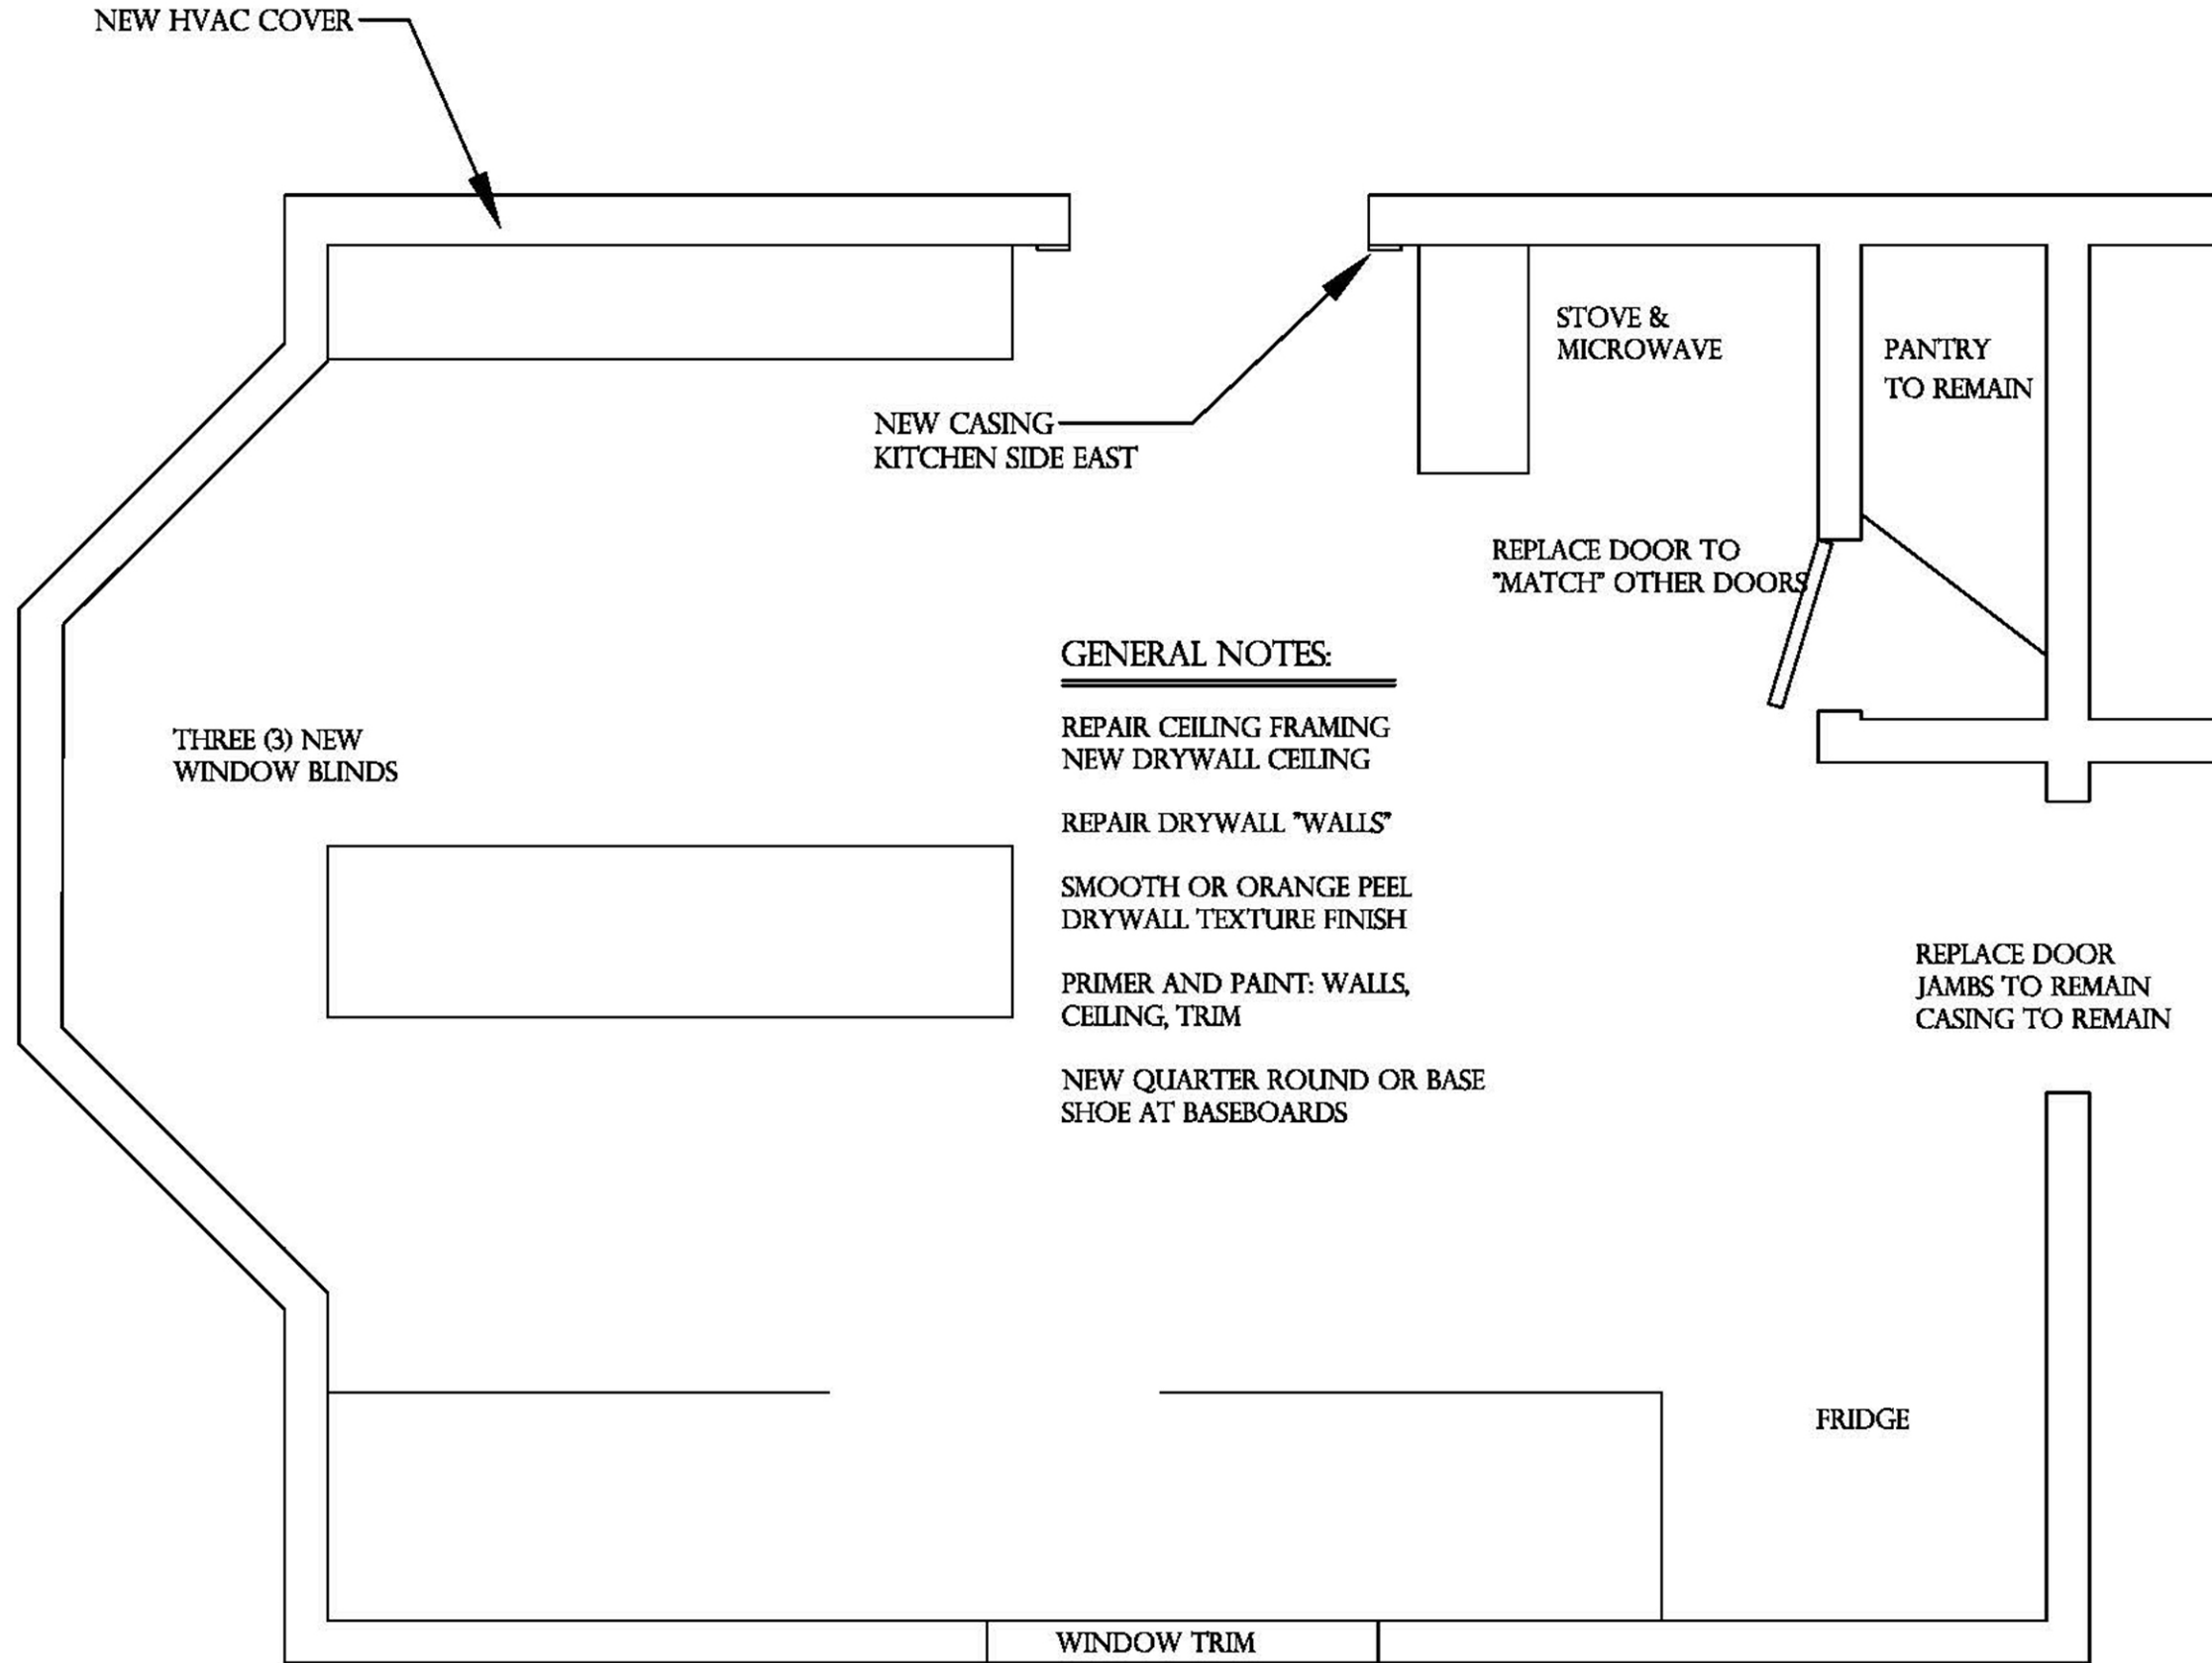 NEW HVAC COVER
STOVE &
MICROWAVE
PANTRY
TO REMAIN
NEW CASING
KITCHEN SIDE EAST
REPLACE DOOR TO
"MATCH" OTHER DOORS
GENERAL NOTES:
REPAIR CEILING FRAMING
NEW DRYWALL CEILING
REPAIR DRYWALL "WALLS"
SMOOTH OR ORANGE PEEL
DRYWALL TEXTURE FINISH
PRIMER AND PAINT: WALLS,
CEILING, TRIM
NEW QUARTER ROUND OR BASE
SHOE AT BASEBOARDS
THREE (3) NEW
WINDOW BLINDS
REPLACE DOOR
JAMBS TO REMAIN
CASING TO REMAIN
FRIDGE
WINDOW TRIM